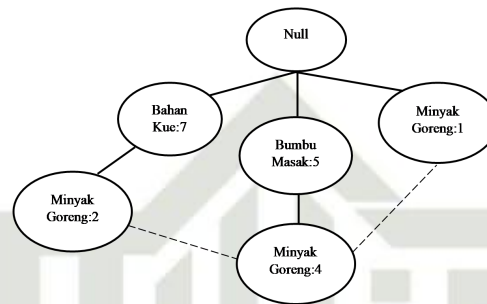 Null
Bahan
Kue:7
Bumbu
Masak:5
Minyak
Goreng:1
Minyak
Goreng:2
Minyak
Goreng:4